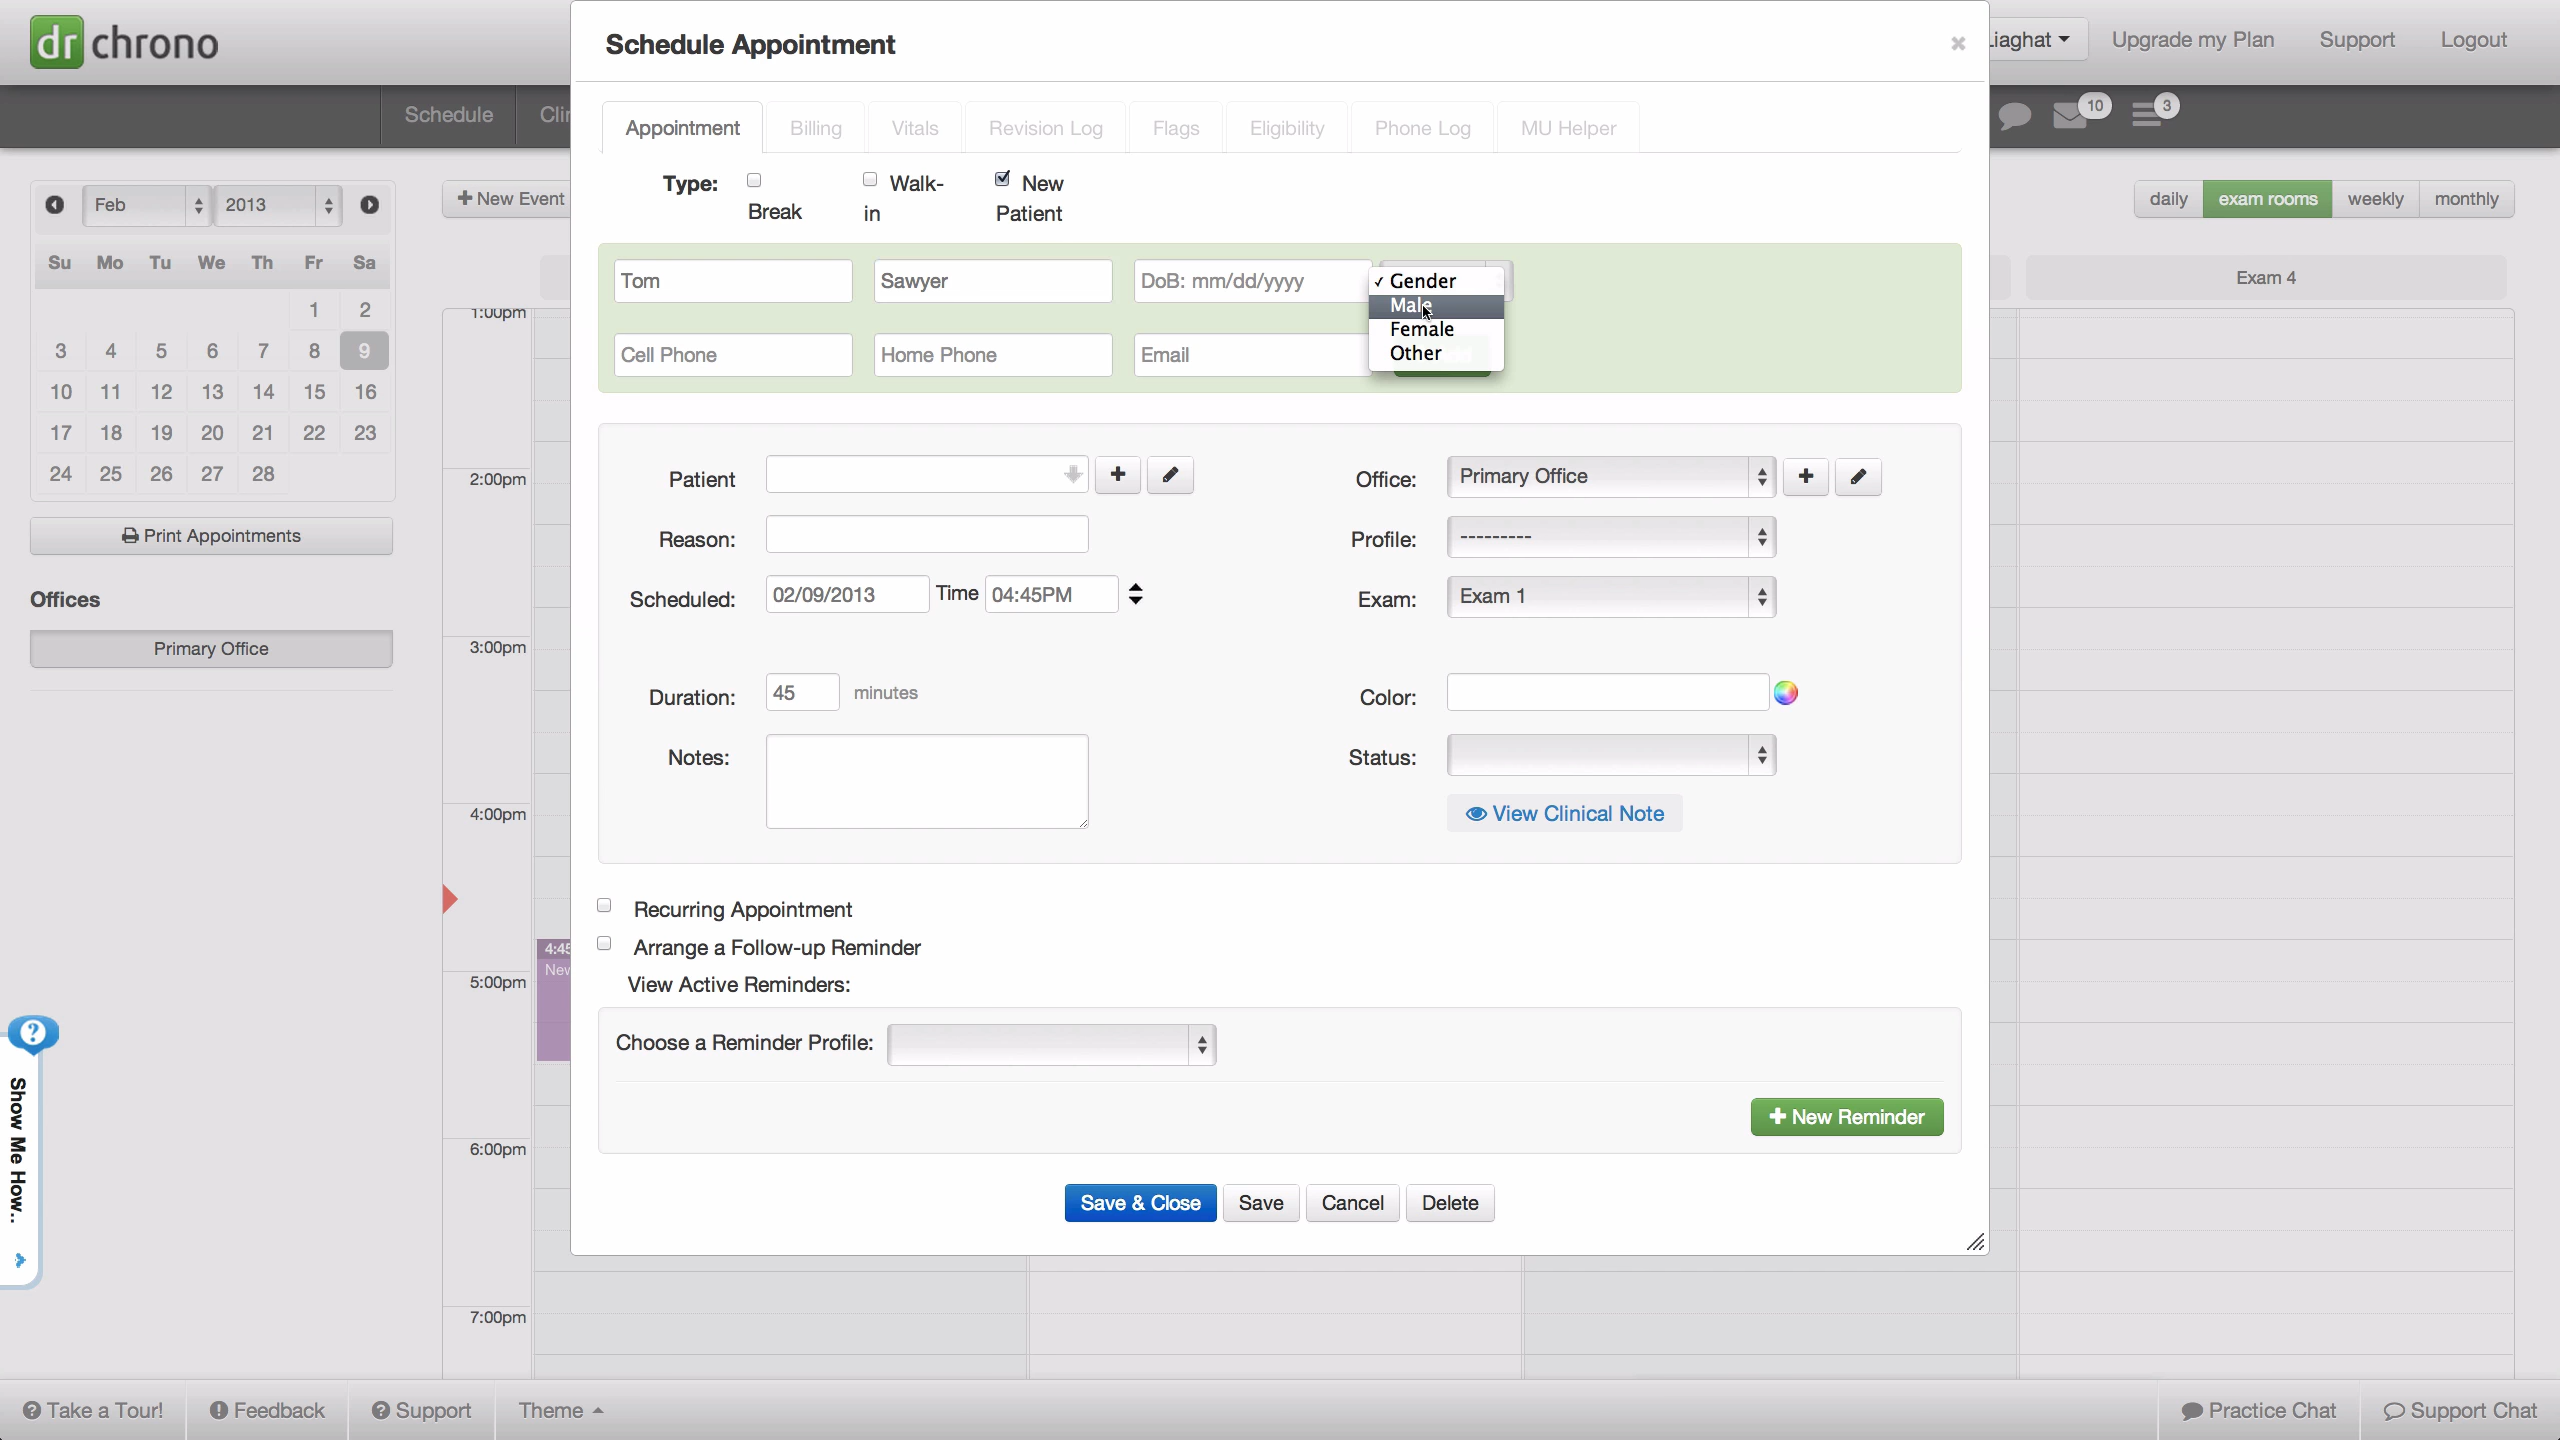 dr chrono
Schedule Appointment
Liaghat
Upgrade my Plan
Support
Logout
Schedule
10
3
Appointment
Billing
Vitals
Revision Log
Flags
Eligibility
Phone Log
MU Helper
Type:
Break
Walk-
in
New
Patient
Feb
2013
New Event
daily
exam rooms
weekly
monthly
Su Mo Tu We Th Fr Sa
1 2
3 4 5 6 7 8 9
10 11 12 13 14 15 16
17 18 19 20 21 22 23
24 25 26 27 28
Print Appointments
Offices
Primary Office
Exam 4
Tom
Sawyer
DoB: mm/dd/yyyy
Gender
Male
Female
Other
Cell Phone
Home Phone
Email
1:00pm
2:00pm
3:00pm
4:00pm
5:00pm
6:00pm
7:00pm
4:45
New
Patient
Office:
Primary Office
Reason:
Profile:
---------
Scheduled:
02/09/2013
Time
04:45PM
Exam:
Exam 1
Duration:
45
minutes
Color:
Notes:
Status:
View Clinical Note
Recurring Appointment
Arrange a Follow-up Reminder
View Active Reminders:
Choose a Reminder Profile:
New Reminder
Save & Close
Save
Cancel
Delete
?
Show Me How..
Take a Tour!
Feedback
Support
Theme
Practice Chat
Support Chat